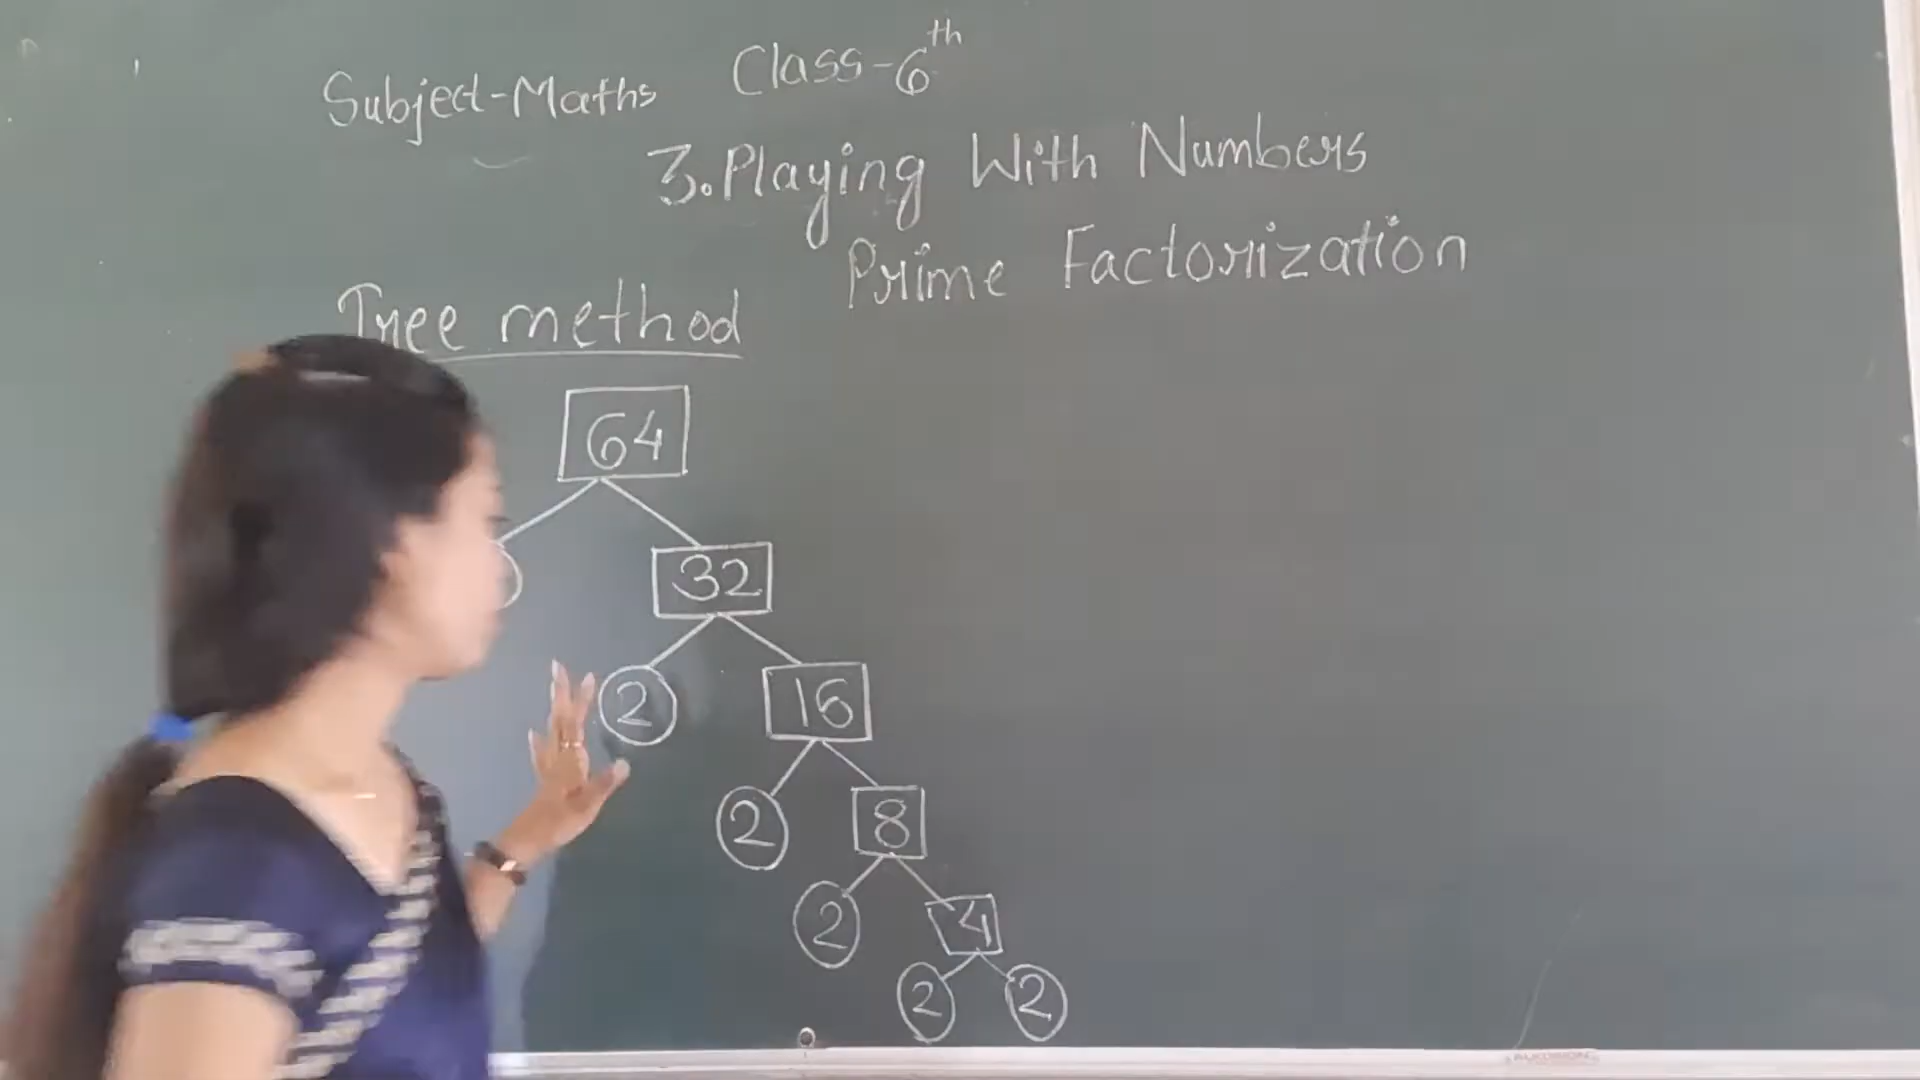 Subject-Maths Class-6th
3. Playing With Numbers
Prime Factorization
Tree method
64
32
2 16
2 8
2 4
2 2